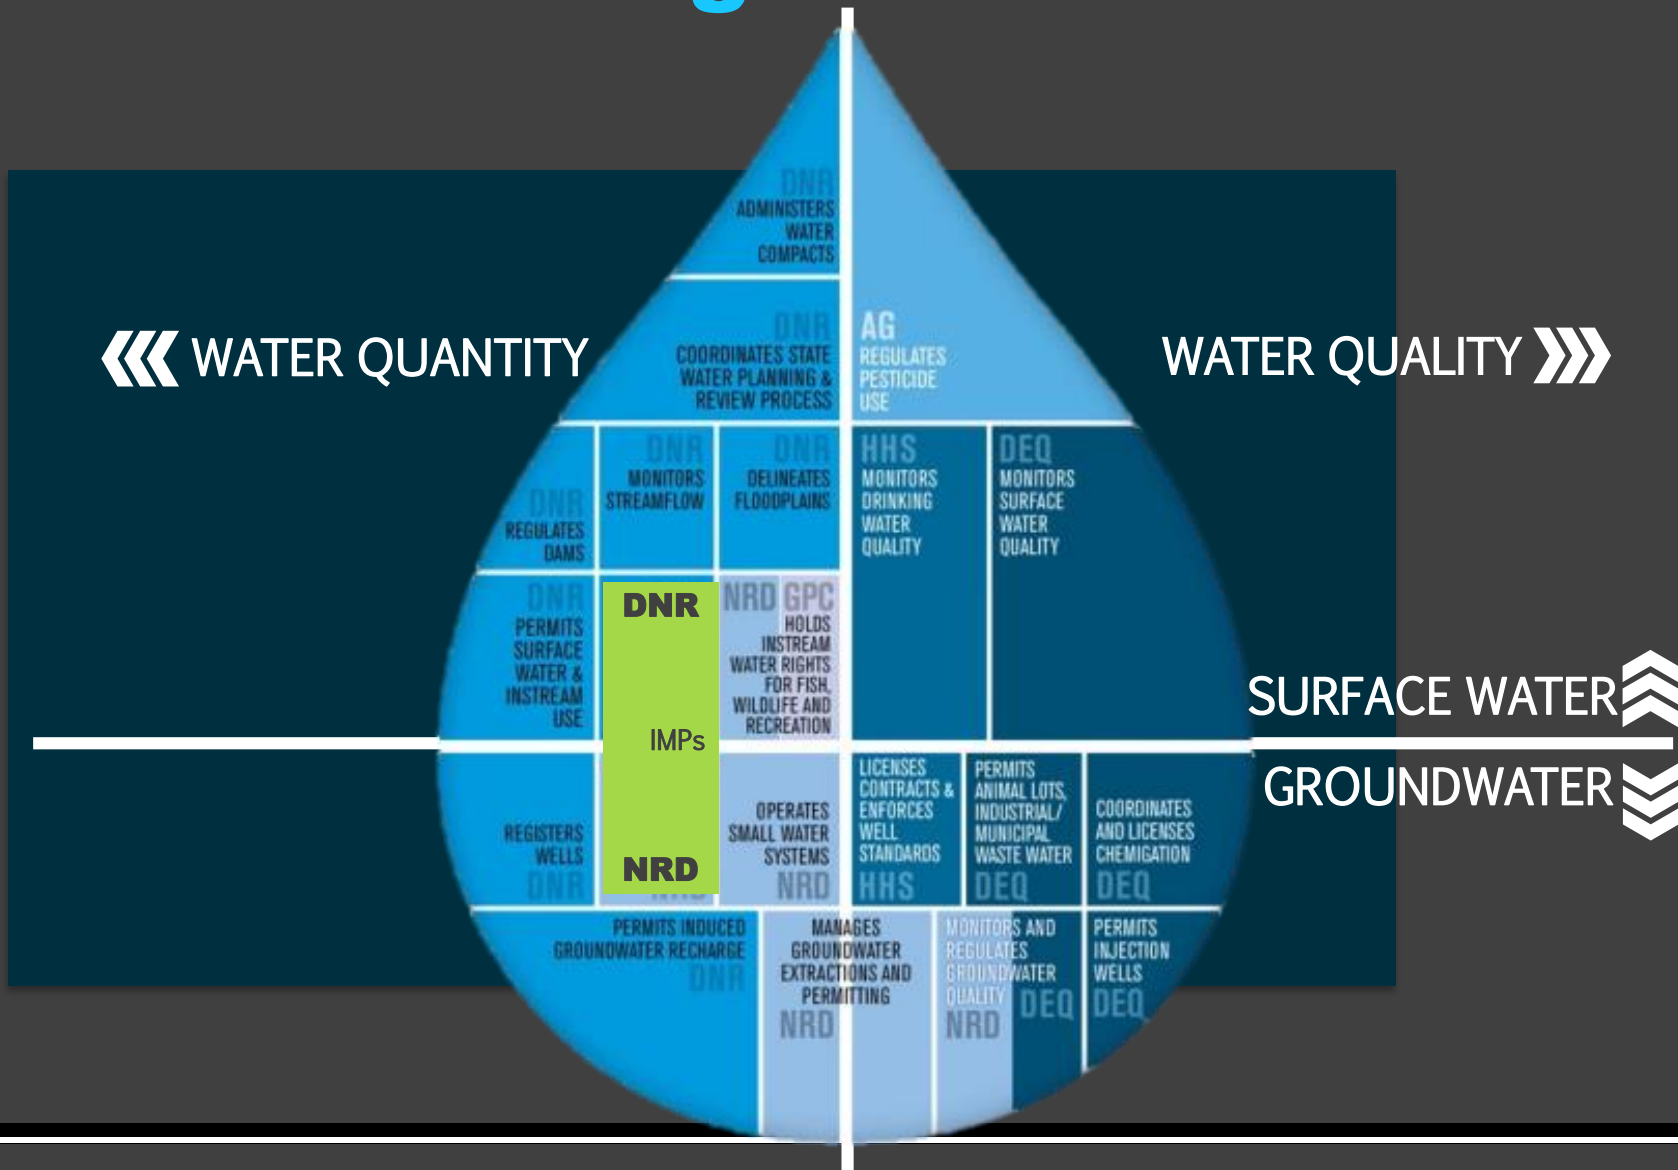 DNR
ADMINISTERS
WATER
COMPACTS
DNR
COORDINATES STATE
WATER PLANNING &
REVIEW PROCESS
AG
REGULATES
PESTICIDE
USE
WATER QUANTITY
WATER QUALITY
DNR
REGULATES
DAMS
DNR
MONITORS
STREAMFLOW
DNR
DELINEATES
FLOODPLAINS
HHS
MONITORS
DRINKING
WATER
QUALITY
DEQ
MONITORS
SURFACE
WATER
QUALITY
DNR
PERMITS
SURFACE
WATER &
INSTREAM
USE
DNR
IMPs
NRD
NRD GPC
HOLDS
INSTREAM
WATER RIGHTS
FOR FISH,
WILDLIFE AND
RECREATION
SURFACE WATER
GROUNDWATER
REGISTERS
WELLS
DNR
OPERATES
SMALL WATER
SYSTEMS
NRD
LICENSES
CONTRACTS &
ENFORCES
WELL
STANDARDS
HHS
PERMITS
ANIMAL LOTS,
INDUSTRIAL/
MUNICIPAL
WASTE WATER
DEQ
COORDINATES
AND LICENSES
CHEMIGATION
DEQ
PERMITS INDUCED
GROUNDWATER RECHARGE
DNR
MANAGES
GROUNDWATER
EXTRACTIONS AND
PERMITTING
NRD
MONITORS AND
REGULATES
GROUNDWATER
QUALITY
NRD DEQ
PERMITS
INJECTION
WELLS
DEQ